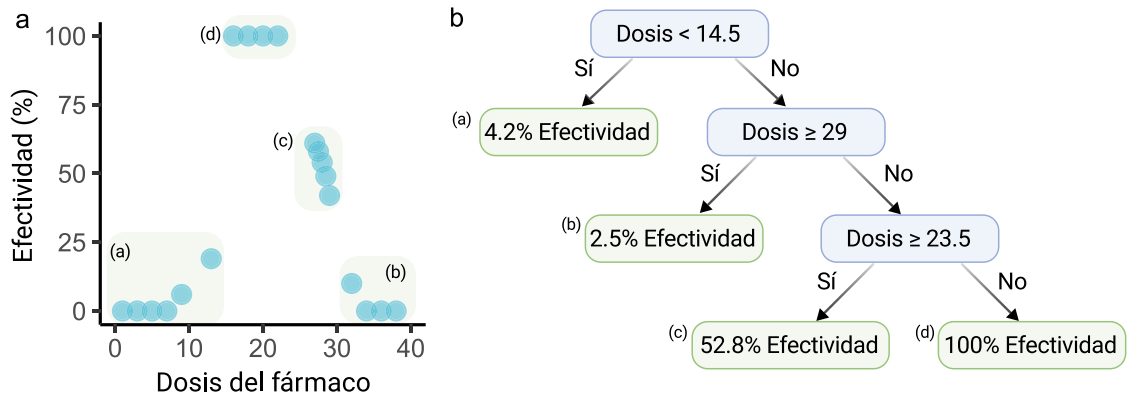 a
Efectividad (%)
100
75
50
25
0
(d)
(c)
(a)
(b)
0 10 20 30 40
Dosis del fármaco
b
Dosis < 14.5
Sí No
(a) 4.2% Efectividad
Dosis ≥ 29
Sí No
(b) 2.5% Efectividad
Dosis ≥ 23.5
Sí No
(c) 52.8% Efectividad
(d) 100% Efectividad